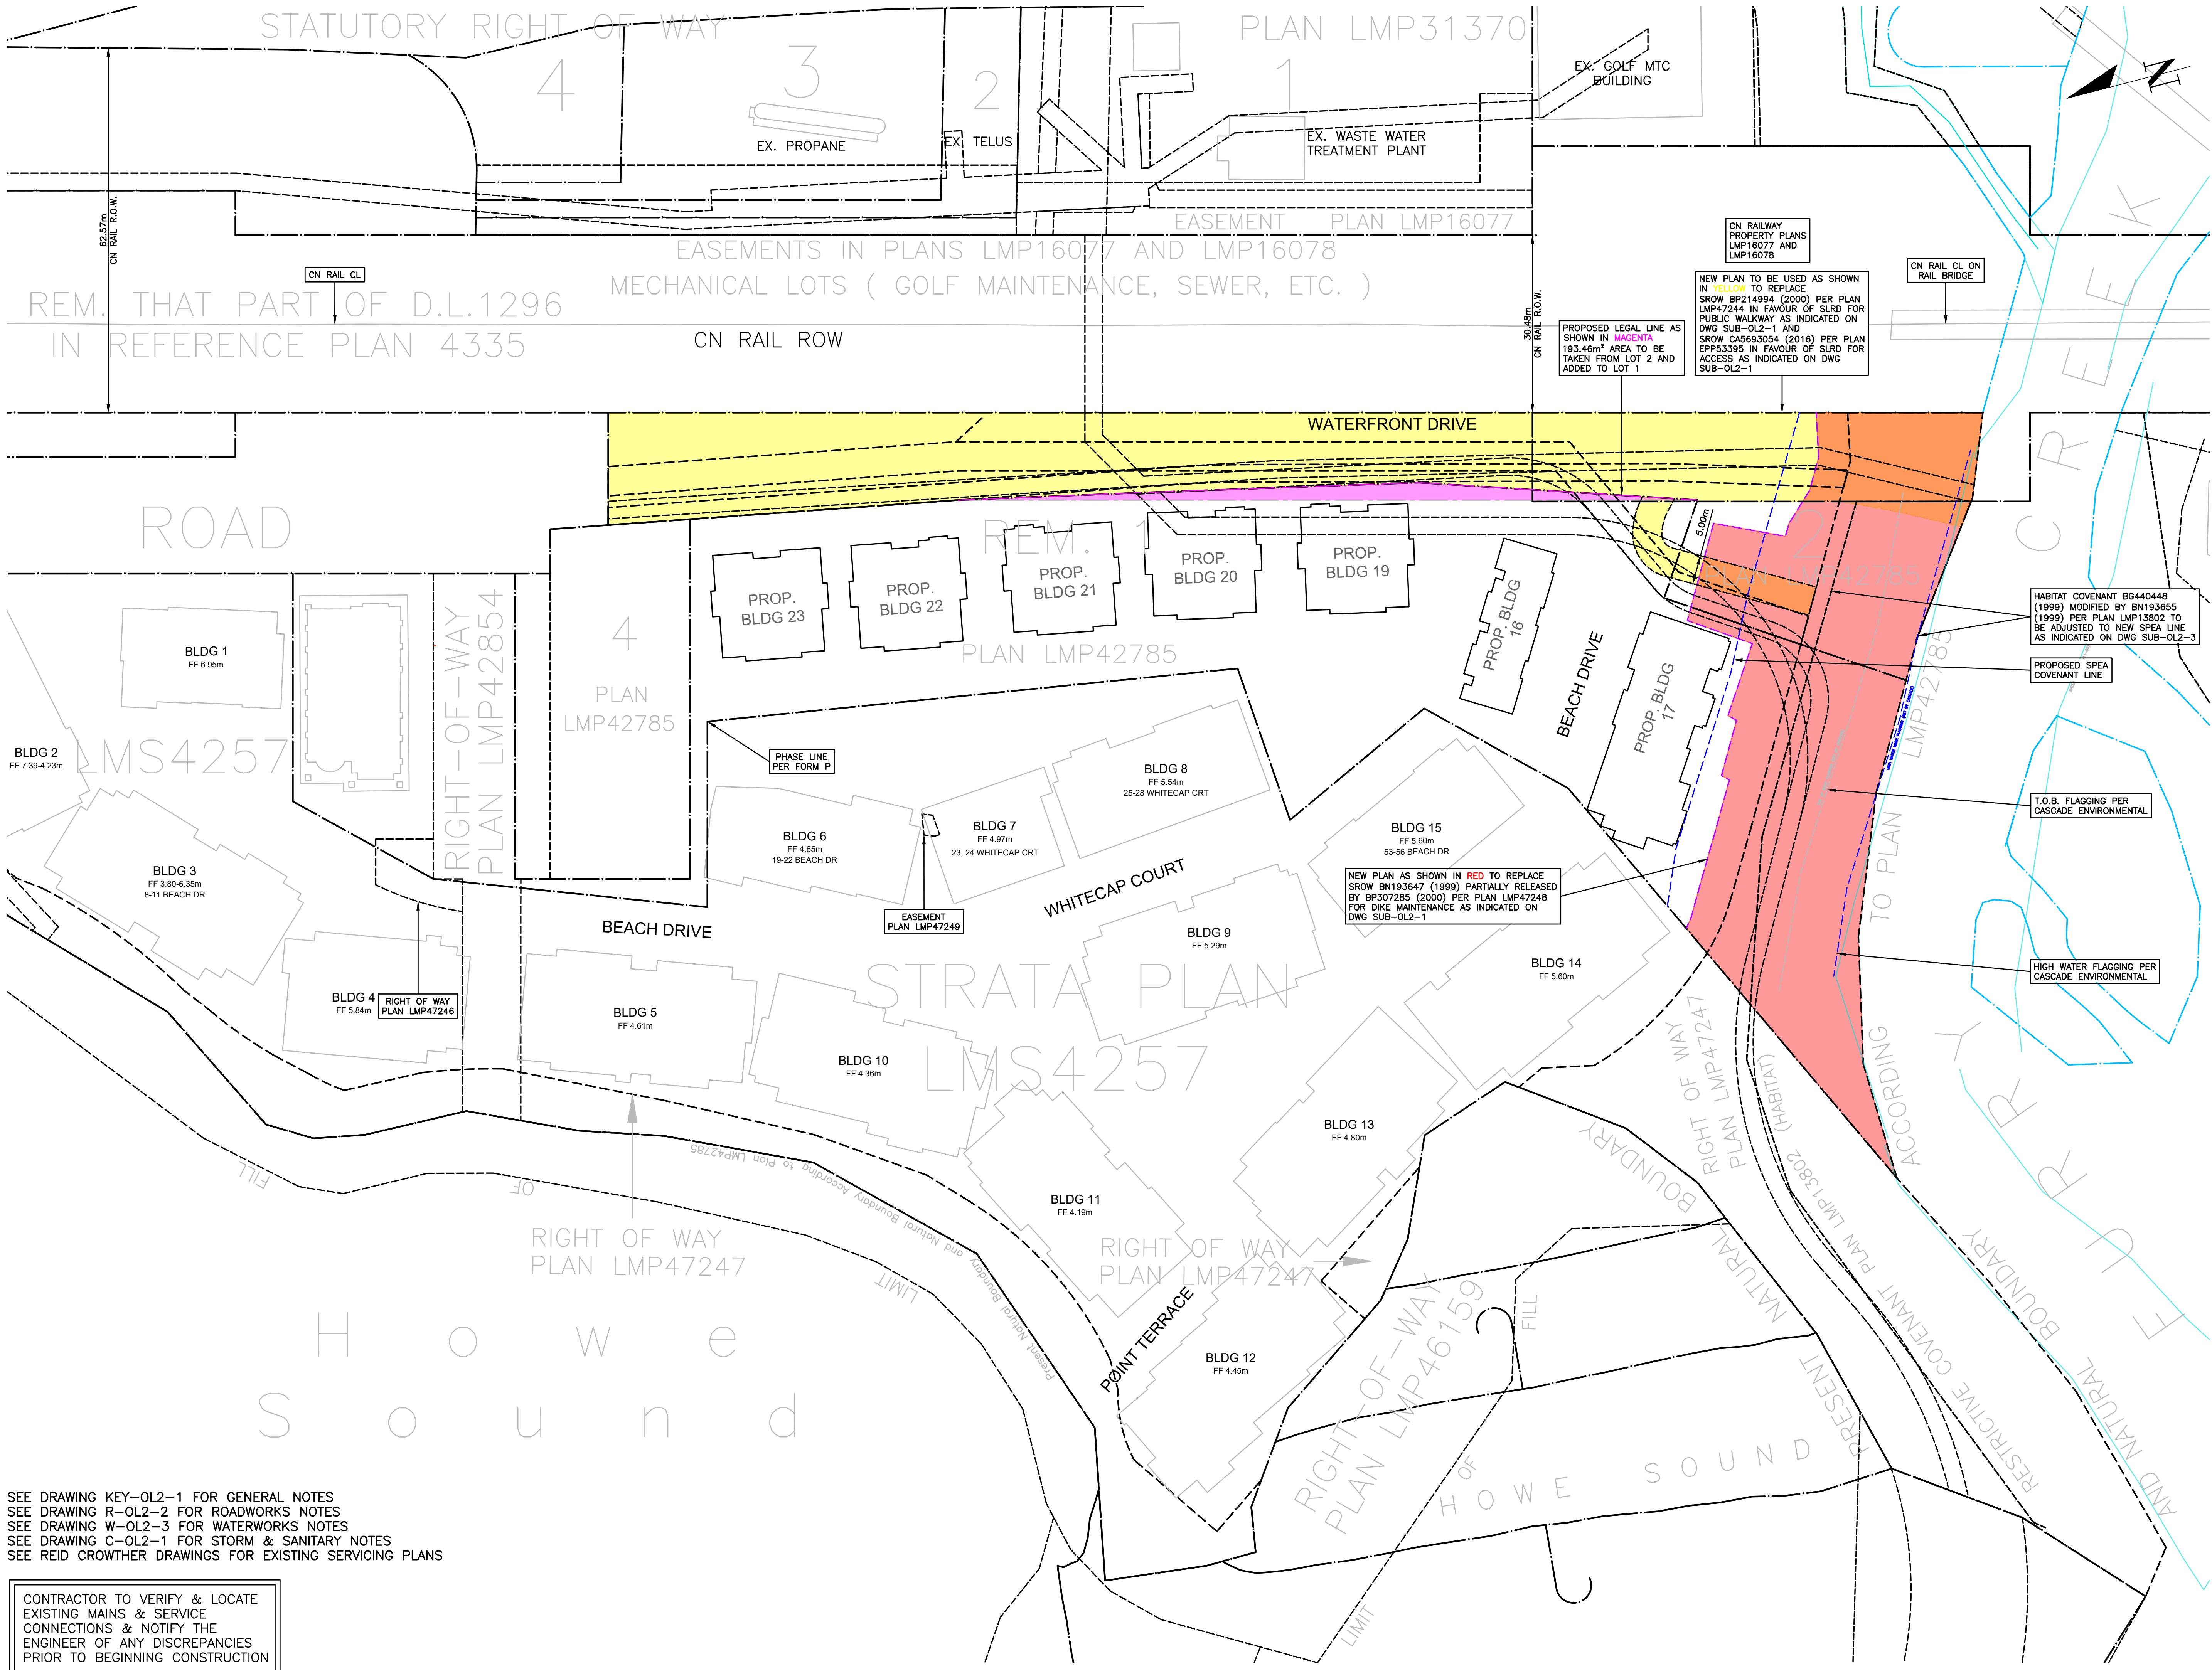 STATUTORY RIGHT OF WAY
PLAN LMP31370
4
3
2
1
EX. GOLF MTC
BUILDING
N
EX. PROPANE
EX. TELUS
EX. WASTE WATER
TREATMENT PLANT
62.57m
CN RAIL R.O.W.
EASEMENT PLAN LMP16077
EASEMENTS IN PLANS LMP16077 AND LMP16078
MECHANICAL LOTS ( GOLF MAINTENANCE, SEWER, ETC. )
CN RAIL CL
REM. THAT PART OF D.L.1296
IN REFERENCE PLAN 4335
CN RAIL ROW
30.48m
CN RAIL R.O.W.
CN RAILWAY
PROPERTY PLANS
LMP16077 AND
LMP16078
CN RAIL CL ON
RAIL BRIDGE
NEW PLAN TO BE USED AS SHOWN
IN YELLOW TO REPLACE
SROW BP214994 (2000) PER PLAN
LMP47244 IN FAVOUR OF SLRD FOR
PUBLIC WALKWAY AS INDICATED ON
DWG SUB-OL2-1 AND
SROW CA5693054 (2016) PER PLAN
EPP53395 IN FAVOUR OF SLRD FOR
ACCESS AS INDICATED ON DWG
SUB-OL2-1
PROPOSED LEGAL LINE AS
SHOWN IN MAGENTA
193.46m² AREA TO BE
TAKEN FROM LOT 2 AND
ADDED TO LOT 1
WATERFRONT DRIVE
ROAD
REM. 1
5.00m
2
PLAN LMP42785
PROP.
BLDG 23
PROP.
BLDG 22
PROP.
BLDG 21
PROP.
BLDG 20
PROP.
BLDG 19
PROP. BLDG
16
PROP. BLDG
17
BEACH DRIVE
PLAN LMP42785
HABITAT COVENANT BG440448
(1999) MODIFIED BY BN193655
(1999) PER PLAN LMP13802 TO
BE ADJUSTED TO NEW SPEA LINE
AS INDICATED ON DWG SUB-OL2-3
PROPOSED SPEA
COVENANT LINE
T.O.B. FLAGGING PER
CASCADE ENVIRONMENTAL
HIGH WATER FLAGGING PER
CASCADE ENVIRONMENTAL
BLDG 1
FF 6.95m
BLDG 2
FF 7.39-4.23m
LMS4257
RIGHT-OF-WAY
PLAN LMP42854
4
PLAN
LMP42785
PHASE LINE
PER FORM P
BLDG 3
FF 3.80-6.35m
8-11 BEACH DR
BLDG 6
FF 4.65m
19-22 BEACH DR
BLDG 7
FF 4.97m
23, 24 WHITECAP CRT
BLDG 8
FF 5.54m
25-28 WHITECAP CRT
BLDG 15
FF 5.60m
53-56 BEACH DR
WHITECAP COURT
EASEMENT
PLAN LMP47249
NEW PLAN AS SHOWN IN RED TO REPLACE
SROW BN193647 (1999) PARTIALLY RELEASED
BY BP307285 (2000) PER PLAN LMP47248
FOR DIKE MAINTENANCE AS INDICATED ON
DWG SUB-OL2-1
BEACH DRIVE
BLDG 9
FF 5.29m
BLDG 14
FF 5.60m
BLDG 4
FF 5.84m
RIGHT OF WAY
PLAN LMP47246
BLDG 5
FF 4.61m
BLDG 10
FF 4.36m
STRATA PLAN
LMS4257
BLDG 13
FF 4.80m
BLDG 11
FF 4.19m
BLDG 12
FF 4.45m
POINT TERRACE
RIGHT OF WAY
PLAN LMP47247
RIGHT OF WAY
PLAN LMP47247
RIGHT OF WAY
PLAN LMP47247
RIGHT-OF-WAY
PLAN LMP46159
LIMIT OF FILL
Present Natural Boundary and Natural Boundary According to Plan LMP42785
LIMIT OF FILL
PRESENT NATURAL BOUNDARY
AND NATURAL BOUNDARY ACCORDING TO PLAN LMP42785
RESTRICTIVE COVENANT PLAN LMP13802 (HABITAT)
FURRY CREEK
HOWE SOUND
Howe
Sound
SEE DRAWING KEY-OL2-1 FOR GENERAL NOTES
SEE DRAWING R-OL2-2 FOR ROADWORKS NOTES
SEE DRAWING W-OL2-3 FOR WATERWORKS NOTES
SEE DRAWING C-OL2-1 FOR STORM & SANITARY NOTES
SEE REID CROWTHER DRAWINGS FOR EXISTING SERVICING PLANS
CONTRACTOR TO VERIFY & LOCATE
EXISTING MAINS & SERVICE
CONNECTIONS & NOTIFY THE
ENGINEER OF ANY DISCREPANCIES
PRIOR TO BEGINNING CONSTRUCTION